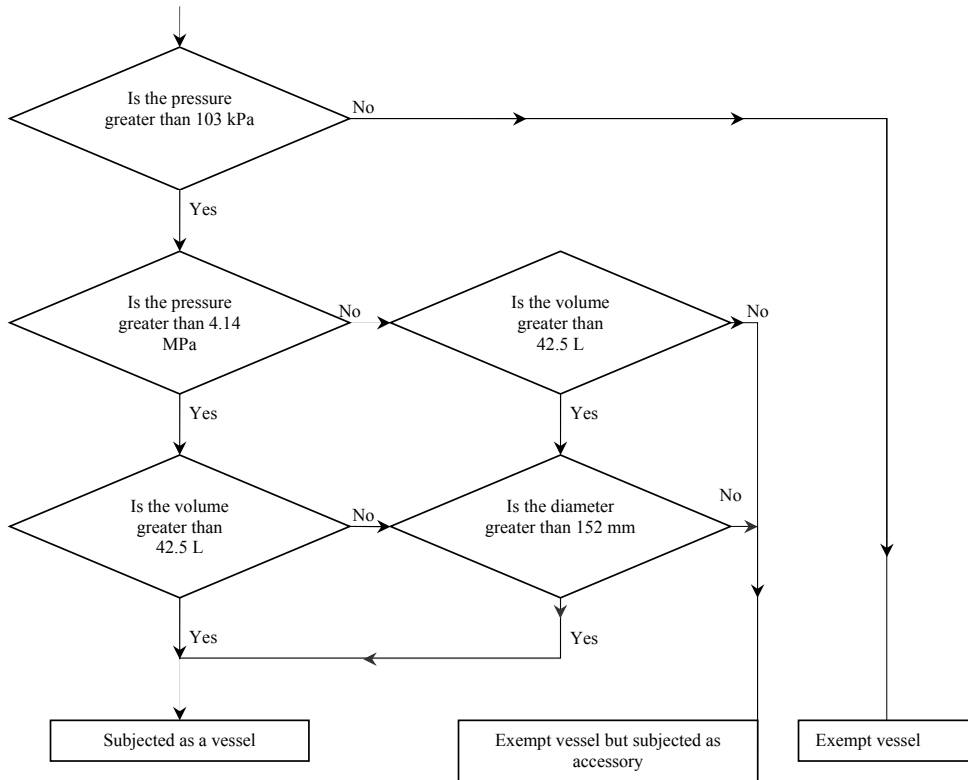 Is the pressure
greater than 103 kPa
No
Yes
Is the pressure
greater than 4.14
MPa
No
Is the volume
greater than
42.5 L
No
Yes
Yes
Is the volume
greater than
42.5 L
No
Is the diameter
greater than 152 mm
No
Yes
Yes
Subjected as a vessel
Exempt vessel but subjected as
accessory
Exempt vessel